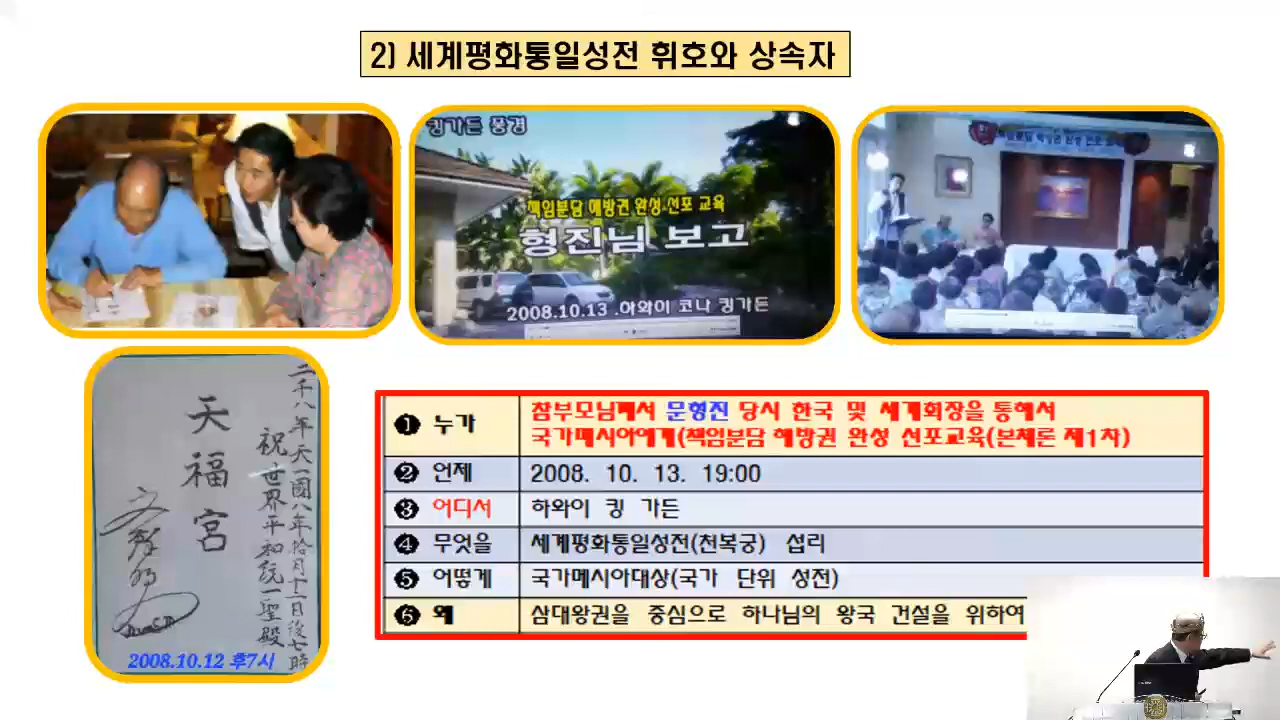 2) 세계평화통일성전 휘호와 상속자
킹가든 풍경
책임분담 해방권 완성 선포 교육
형진님 보고
2008.10.13 .하와이 코나 킹가든
책임분담 해방권 완성 선포
二千八年天一國八年拾月十二日後七時
祝 世界平和統一聖殿
天福宮
2008.10.12 후7시
❶ 누가
참부모님께서 문형진 당시 한국 및 세계회장을 통해서
국가메시아에게(책임분담 해방권 완성 선포교육(본체론 제1차)
❷ 언제
2008. 10. 13. 19:00
❸ 어디서
하와이 킹 가든
❹ 무엇을
세계평화통일성전(천복궁) 섭리
❺ 어떻게
국가메시아대상(국가 단위 성전)
❻ 왜
삼대왕권을 중심으로 하나님의 왕국 건설을 위하여